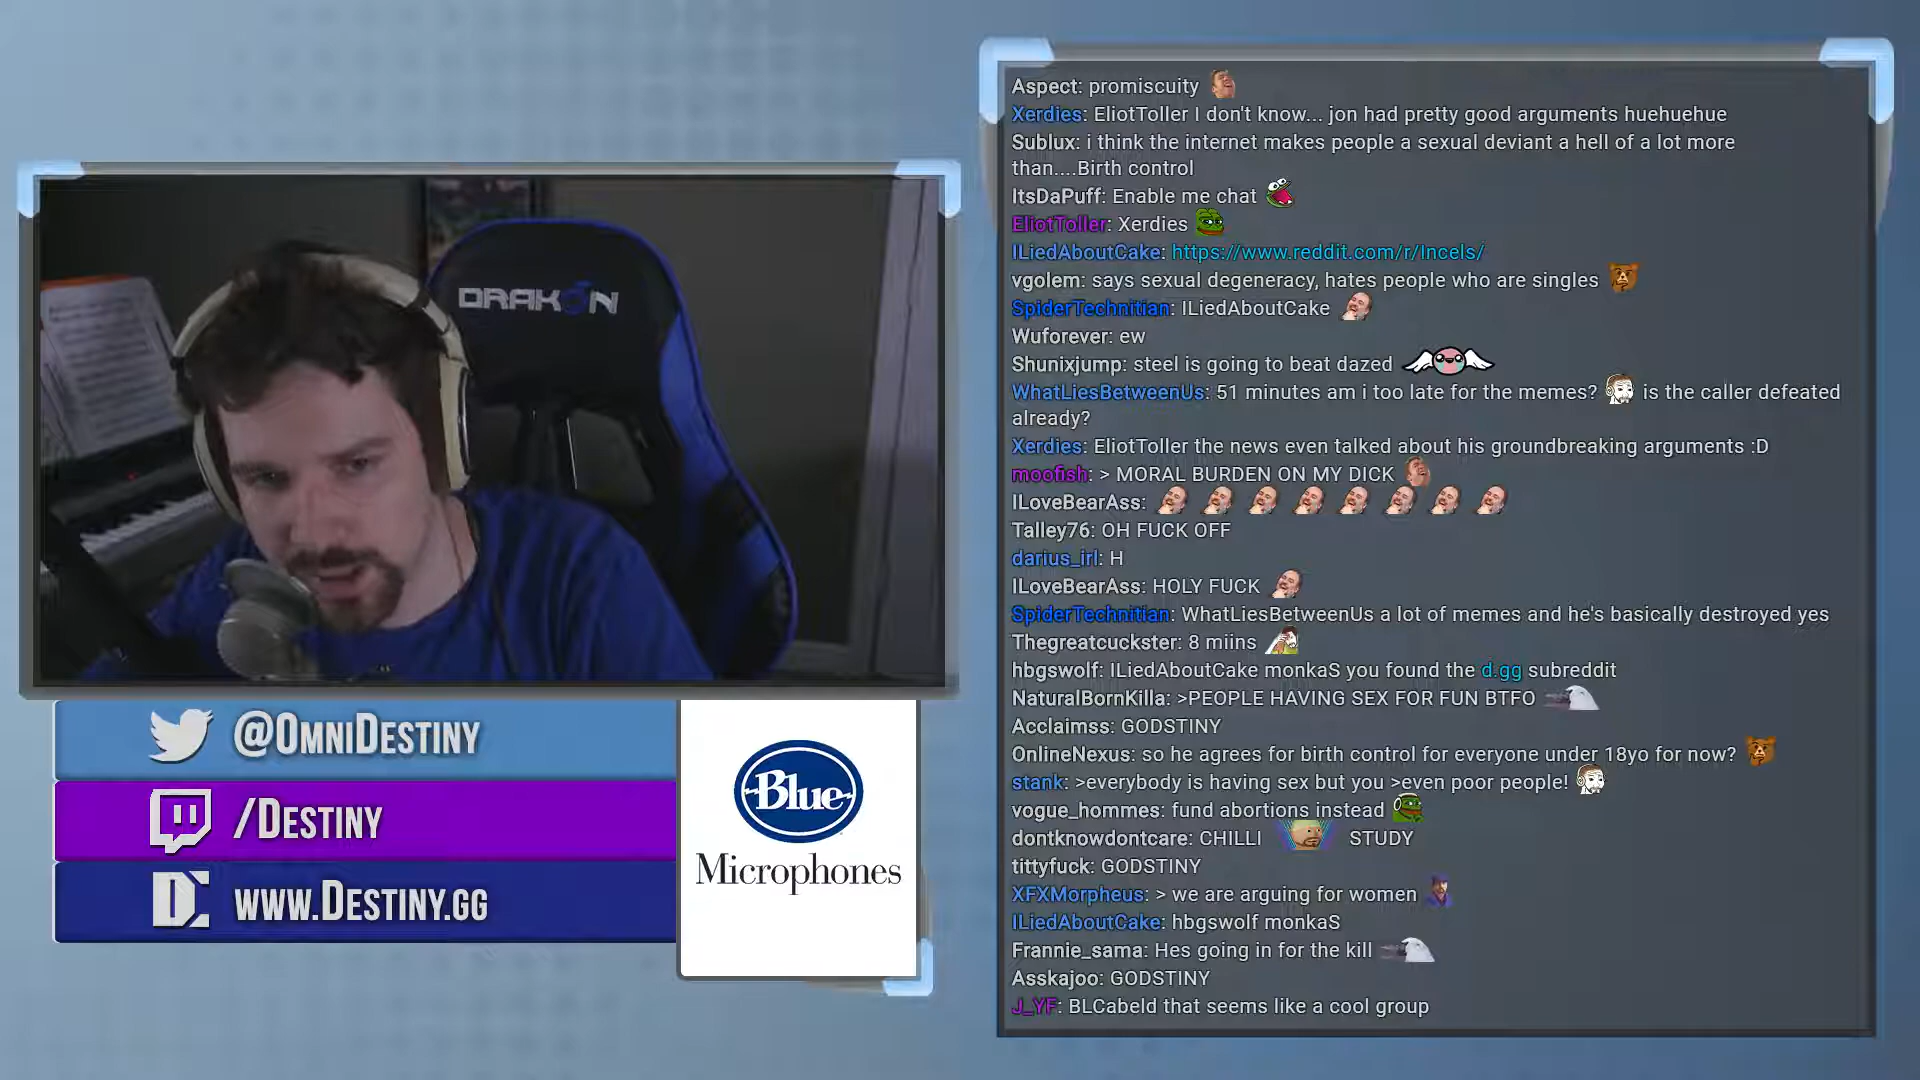 DRAKON
@OMNIDESTINY
/DESTINY
WWW.DESTINY.GG
Blue
Microphones
Aspect: promiscuity
Xerdies: EliotToller I don't know... jon had pretty good arguments huehuehue
Sublux: i think the internet makes people a sexual deviant a hell of a lot more
than....Birth control
ItsDaPuff: Enable me chat
EliotToller: Xerdies
ILiedAboutCake: https://www.reddit.com/r/Incels/
vgolem: says sexual degeneracy, hates people who are singles
SpiderTechnitian: ILiedAboutCake
Wuforever: ew
Shunixjump: steel is going to beat dazed
WhatLiesBetweenUs: 51 minutes am i too late for the memes? is the caller defeated
already?
Xerdies: EliotToller the news even talked about his groundbreaking arguments :D
moofish: > MORAL BURDEN ON MY DICK
ILoveBearAss:
Talley76: OH FUCK OFF
darius_irl: H
ILoveBearAss: HOLY FUCK
SpiderTechnitian: WhatLiesBetweenUs a lot of memes and he's basically destroyed yes
Thegreatcuckster: 8 miins
hbgswolf: ILiedAboutCake monkaS you found the d.gg subreddit
NaturalBornKilla: >PEOPLE HAVING SEX FOR FUN BTFO
Acclaimss: GODSTINY
OnlineNexus: so he agrees for birth control for everyone under 18yo for now?
stank: >everybody is having sex but you >even poor people!
vogue_hommes: fund abortions instead
dontknowdontcare: CHILLI STUDY
tittyfuck: GODSTINY
XFXMorpheus: > we are arguing for women
ILiedAboutCake: hbgswolf monkaS
Frannie_sama: Hes going in for the kill
Asskajoo: GODSTINY
J_YF: BLCabeld that seems like a cool group